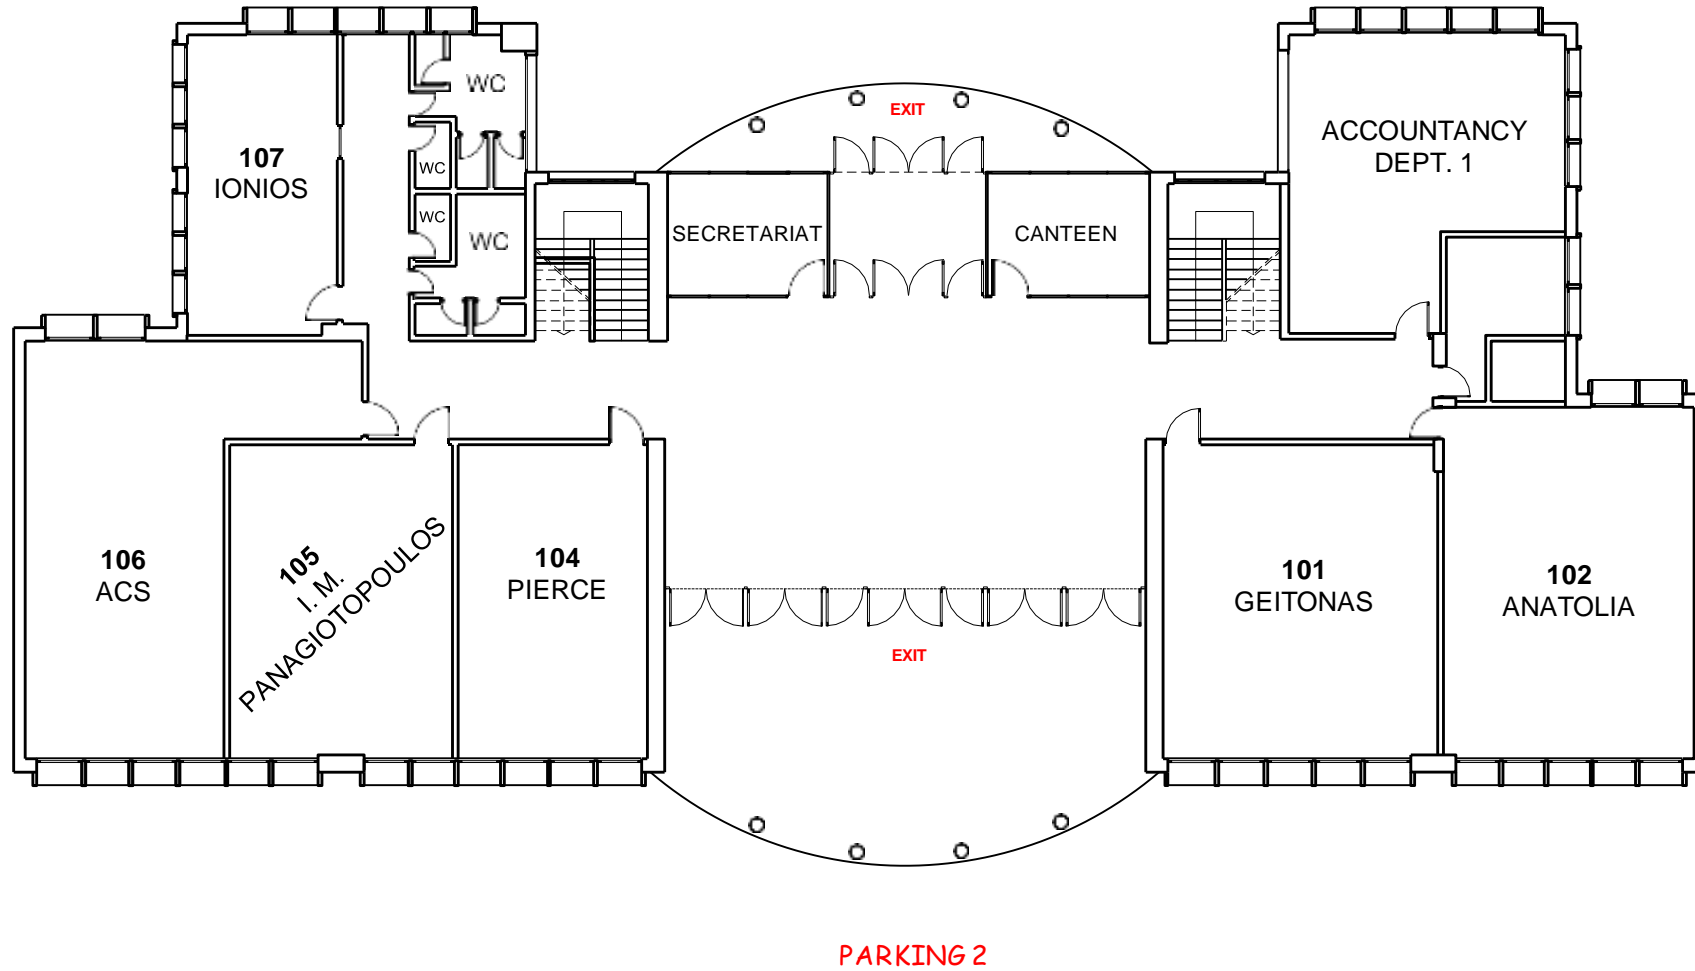 WC
EXIT
ACCOUNTANCY
DEPT. 1
107
IONIOS
WC
WC
WC
SECRETARIAT
CANTEEN
106
ACS
105
I. M.
PANAGIOTOPOULOS
104
PIERCE
101
GEITONAS
102
ANATOLIA
EXIT
PARKING 2